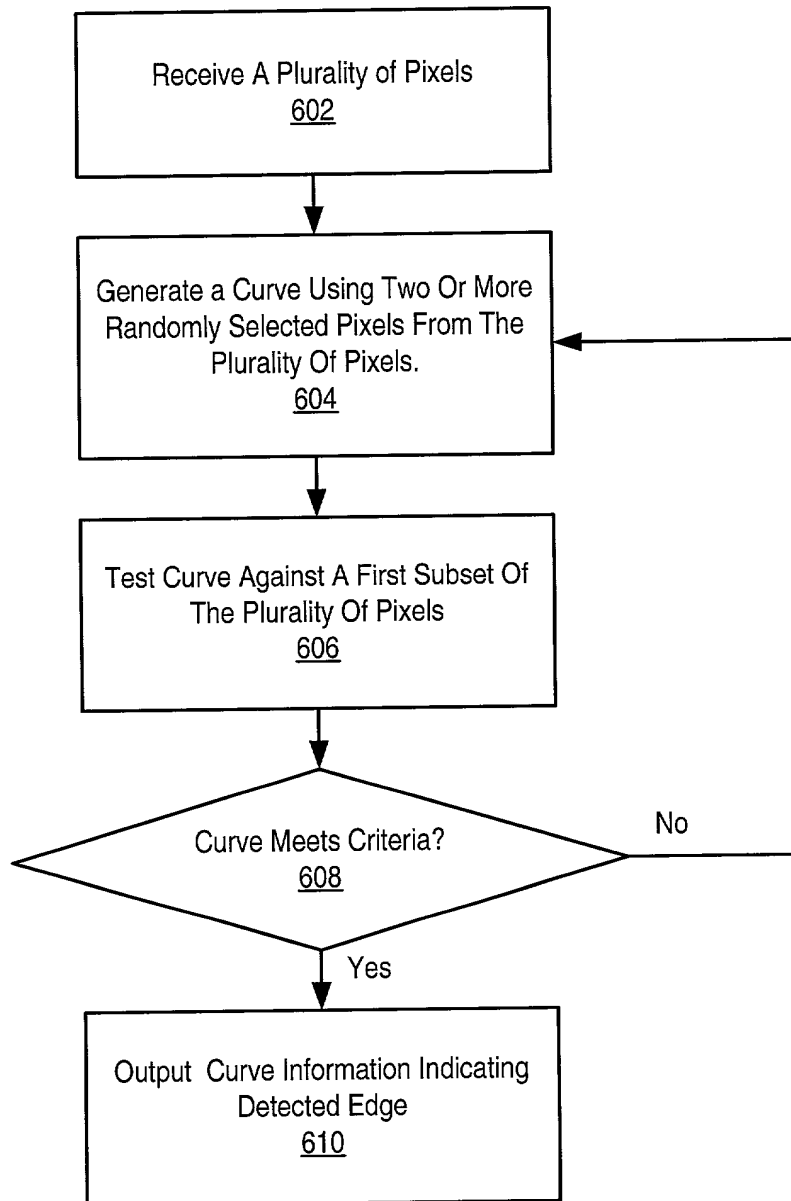 Receive A Plurality of Pixels
602
Generate a Curve Using Two Or More
Randomly Selected Pixels From The
Plurality Of Pixels.
604
Test Curve Against A First Subset Of
The Plurality Of Pixels
606
Curve Meets Criteria?
608
No
Yes
Output Curve Information Indicating
Detected Edge
610